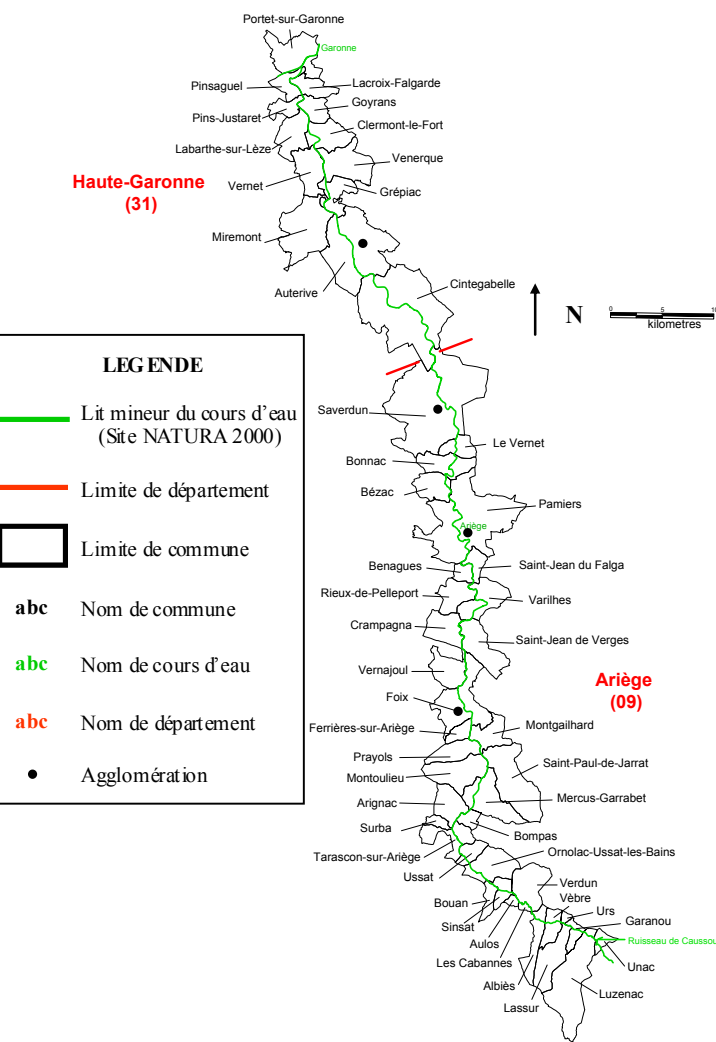 Portet-sur-Garonne
Garonne
Pinsaguel
Lacroix-Falgarde
Goyrans
Pins-Justaret
Clermont-le-Fort
Labarthe-sur-Lèze
Venerque
Haute-Garonne
(31)
Vernet
Grépiac
Miremont
Auterive
Cintegabelle
N
0 5 10
kilometres
LEGENDE
Lit mineur du cours d'eau
(Site NATURA 2000)
Limite de département
Limite de commune
abc Nom de commune
abc Nom de cours d'eau
abc Nom de département
Agglomération
Saverdun
Le Vernet
Bonnac
Bézac
Pamiers
Ariège
Benagues
Saint-Jean du Falga
Rieux-de-Pelleport
Varilhes
Crampagna
Saint-Jean de Verges
Vernajoul
Ariège
(09)
Foix
Ferrières-sur-Ariège
Montgailhard
Prayols
Saint-Paul-de-Jarrat
Montoulieu
Arignac
Mercus-Garrabet
Surba
Bompas
Tarascon-sur-Ariège
Ornolac-Ussat-les-Bains
Ussat
Verdun
Bouan
Vèbre
Sinsat
Urs
Aulos
Garanou
Les Cabannes
Ruisseau de Caussou
Unac
Albiès
Lassur
Luzenac